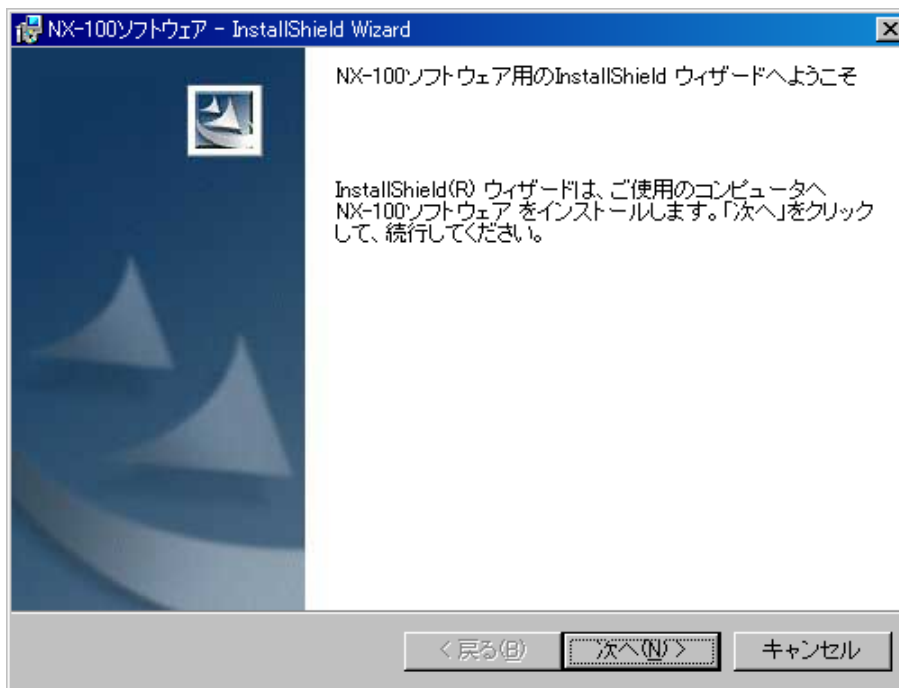 NX-100ソフトウェア - InstallShield Wizard
NX-100ソフトウェア用のInstallShield ウィザードへようこそ
InstallShield(R) ウィザードは、ご使用のコンピュータへ
NX-100ソフトウェア をインストールします。「次へ」をクリック
して、続行してください。
< 戻る(B)
次へ(N) >
キャンセル